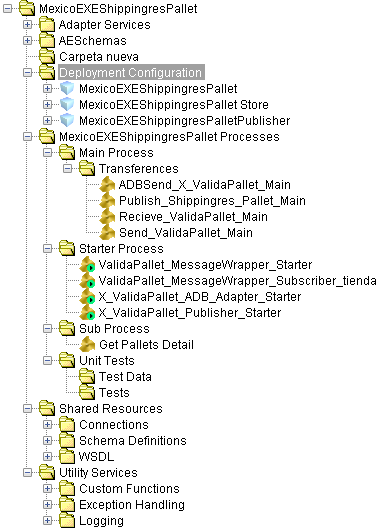 MexicoEXEShippingresPallet
Adapter Services
AESchemas
Carpeta nueva
Deployment Configuration
MexicoEXEShippingresPallet
MexicoEXEShippingresPallet Store
MexicoEXEShippingresPalletPublisher
MexicoEXEShippingresPallet Processes
Main Process
Transferences
ADBSend_X_ValidaPallet_Main
Publish_Shippingres_Pallet_Main
Recieve_ValidaPallet_Main
Send_ValidaPallet_Main
Starter Process
ValidaPallet_MessageWrapper_Starter
ValidaPallet_MessageWrapper_Subscriber_tienda
X_ValidaPallet_ADB_Adapter_Starter
X_ValidaPallet_Publisher_Starter
Sub Process
Get Pallets Detail
Unit Tests
Test Data
Tests
Shared Resources
Connections
Schema Definitions
WSDL
Utility Services
Custom Functions
Exception Handling
Logging